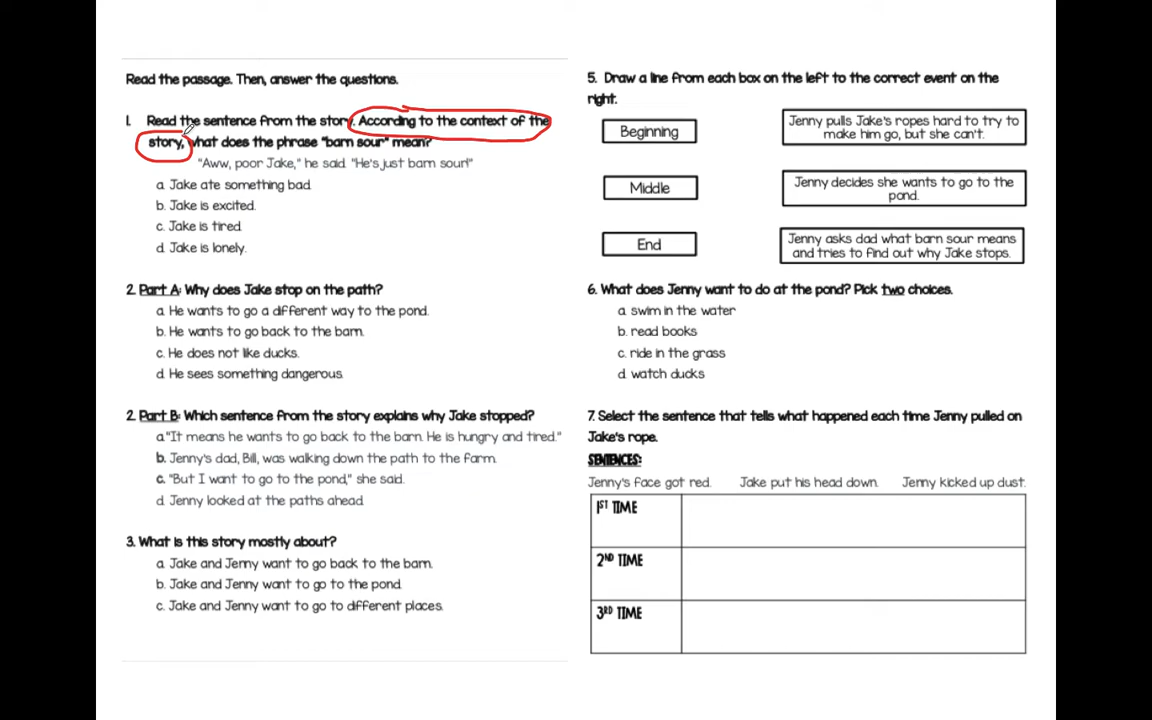 Read the passage. Then, answer the questions.
1. Read the sentence from the story. According to the context of the
story, what does the phrase "barn sour" mean?
"Aww, poor Jake," he said. "He's just barn sour!"
a. Jake ate something bad.
b. Jake is excited.
c. Jake is tired.
d. Jake is lonely.
2. Part A: Why does Jake stop on the path?
a. He wants to go a different way to the pond.
b. He wants to go back to the barn.
c. He does not like ducks.
d. He sees something dangerous.
2. Part B: Which sentence from the story explains why Jake stopped?
a. "It means he wants to go back to the barn. He is hungry and tired."
b. Jenny's dad, Bill, was walking down the path to the farm.
c. "But I want to go to the pond," she said.
d. Jenny looked at the paths ahead.
3. What is this story mostly about?
a. Jake and Jenny want to go back to the barn.
b. Jake and Jenny want to go to the pond.
c. Jake and Jenny want to go to different places.
5. Draw a line from each box on the left to the correct event on the
right.
Beginning
Jenny pulls Jake's ropes hard to try to
make him go, but she can't.
Middle
Jenny decides she wants to go to the
pond.
End
Jenny asks dad what barn sour means
and tries to find out why Jake stops.
6. What does Jenny want to do at the pond? Pick two choices.
a. swim in the water
b. read books
c. ride in the grass
d. watch ducks
7. Select the sentence that tells what happened each time Jenny pulled on
Jake's rope.
SENTENCES:
Jenny's face got red. Jake put his head down. Jenny kicked up dust.
1ST TIME
2ND TIME
3RD TIME